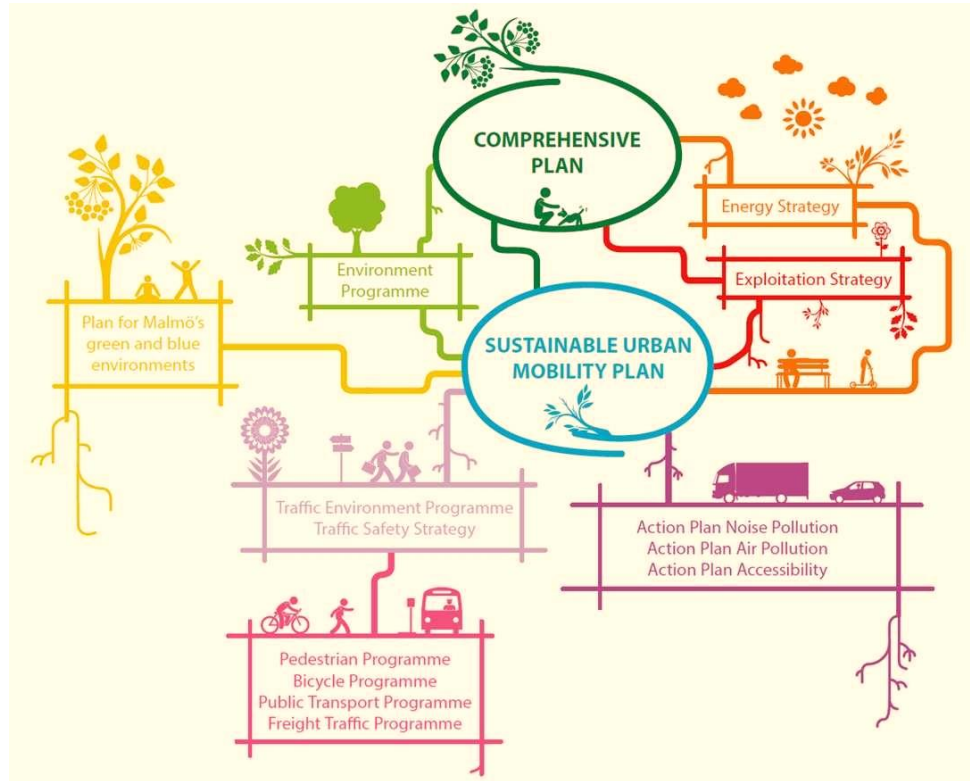 COMPREHENSIVE
PLAN
Energy Strategy
Environment
Programme
Exploitation Strategy
Plan for Malmö's
green and blue
environments
SUSTAINABLE URBAN
MOBILITY PLAN
Traffic Environment Programme
Traffic Safety Strategy
Action Plan Noise Pollution
Action Plan Air Pollution
Action Plan Accessibility
Pedestrian Programme
Bicycle Programme
Public Transport Programme
Freight Traffic Programme